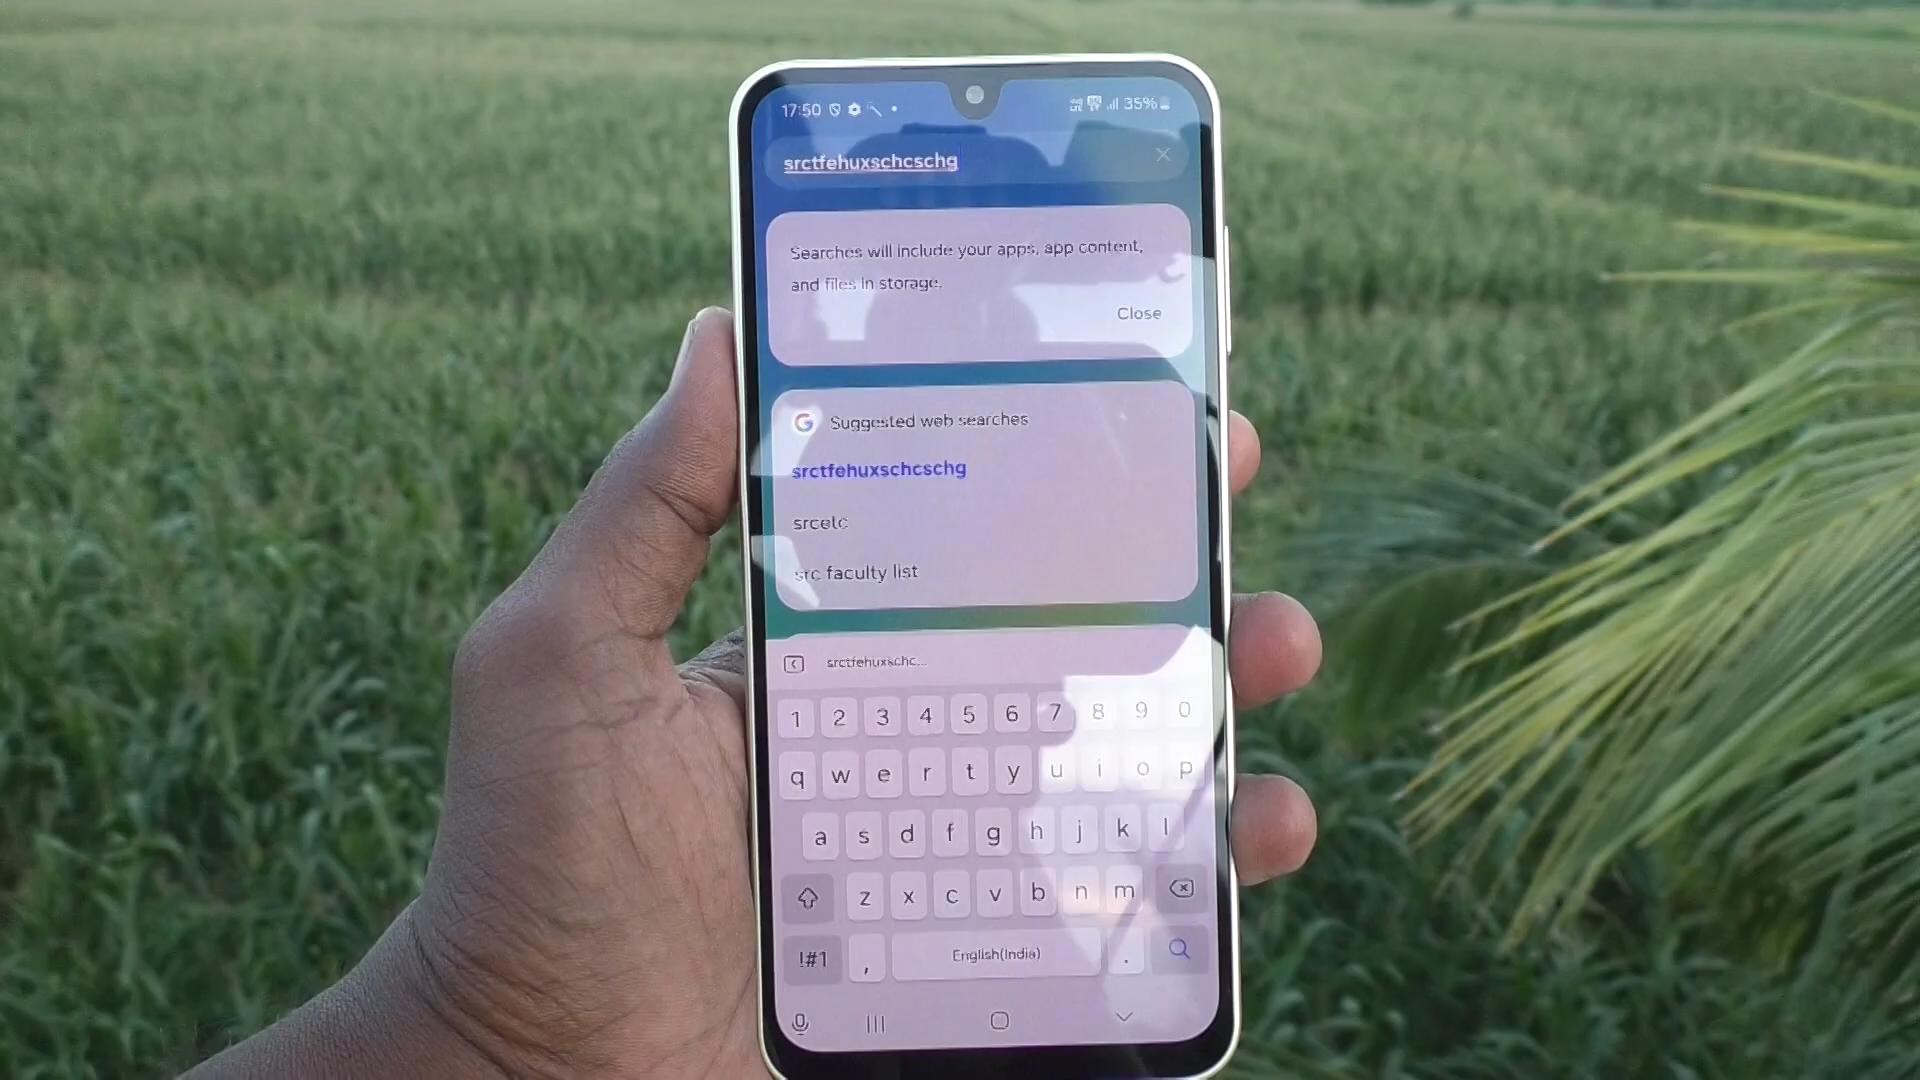 17:50 35%
srctfehuxschcschg
Searches will include your apps, app content,
and files in storage.
Close
G Suggested web searches
srctfehuxschcschg
srcelc
src faculty list
srctfehuxschc...
1 2 3 4 5 6 7 8 9 0
q w e r t y u i o p
a s d f g h j k l
z x c v b n m
!#1 , English(India) .